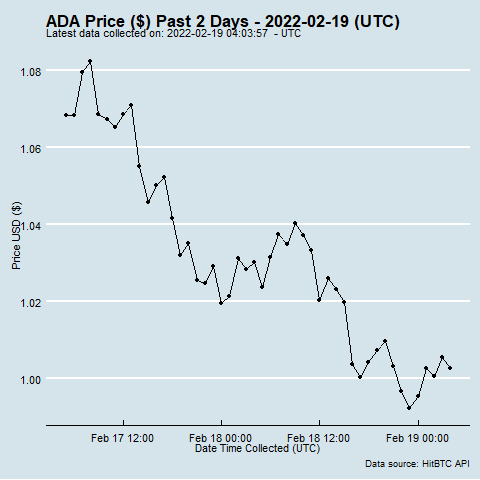 ADA Price ($) Past 2 Days - 2022-02-19 (UTC)
Latest data collected on: 2022-02-19 04:03:57 - UTC
1.08
1.06
1.04
1.02
1.00
Price USD ($)
Feb 17 12:00 Feb 18 00:00 Feb 18 12:00 Feb 19 00:00
Date Time Collected (UTC)
Data source: HitBTC API